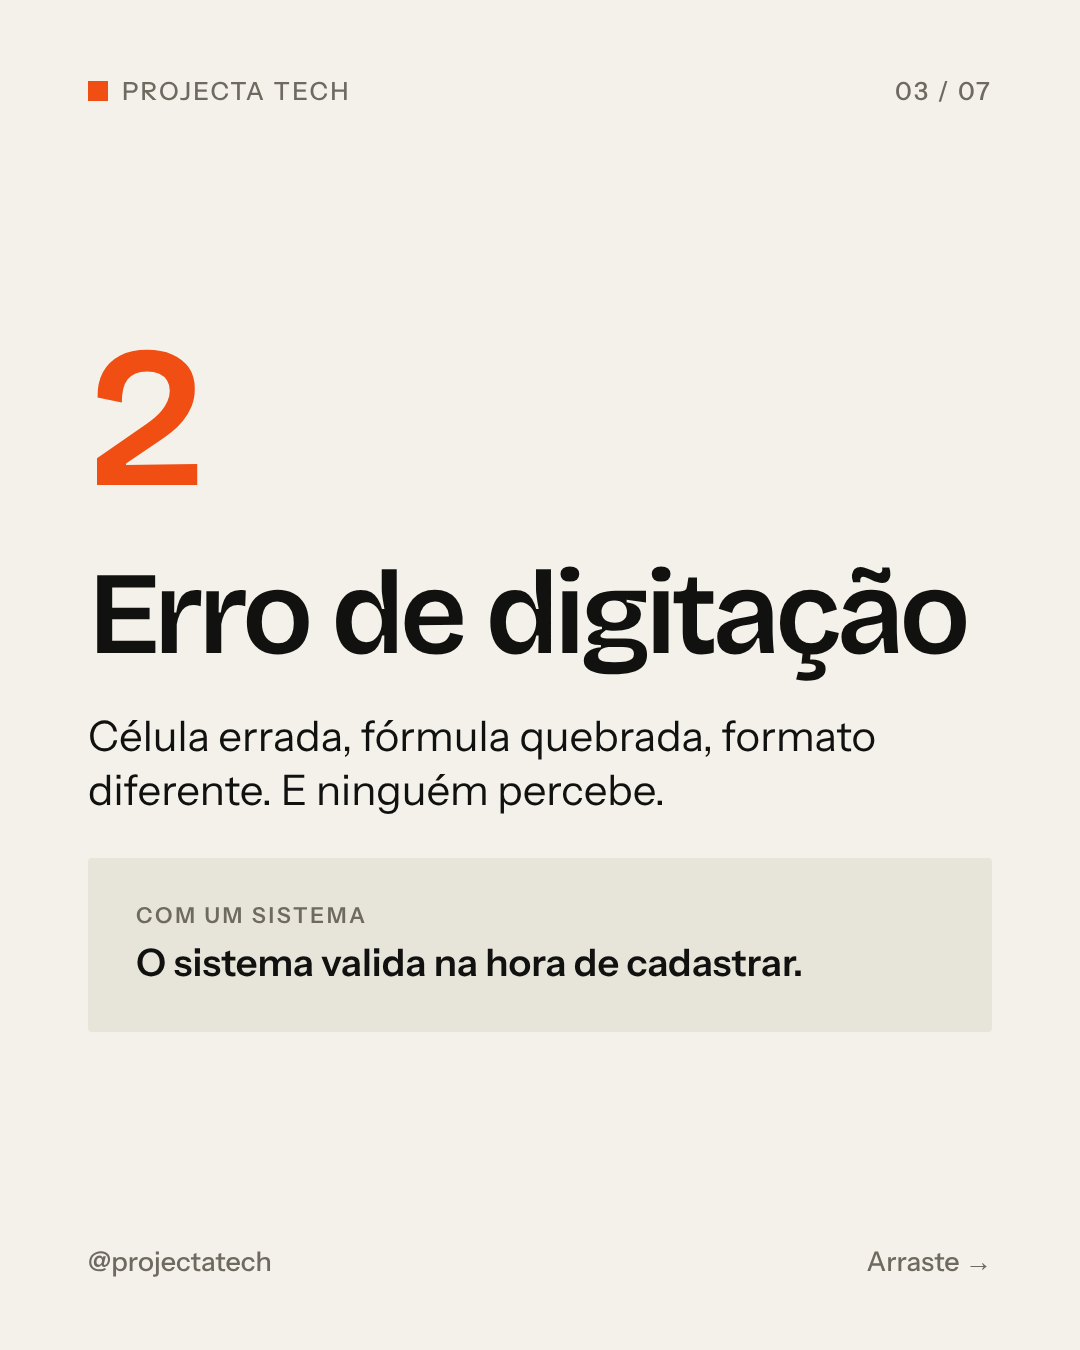 PROJECTA TECH
03 / 07
2
Erro de digitação
Célula errada, fórmula quebrada, formato
diferente. E ninguém percebe.
COM UM SISTEMA
O sistema valida na hora de cadastrar.
@projectatech
Arraste →